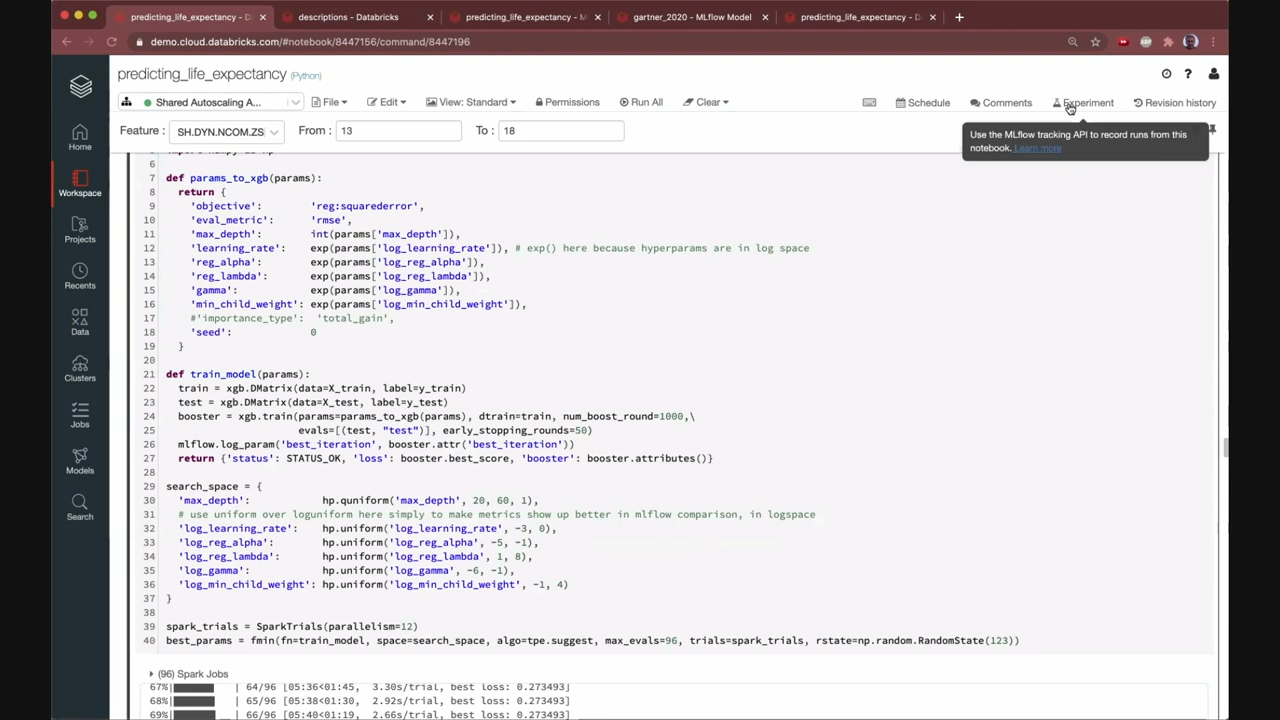 predicting_life_expectancy - D
descriptions - Databricks
predicting_life_expectancy - M
gartner_2020 - MLflow Model
predicting_life_expectancy - D
demo.cloud.databricks.com/#notebook/8447156/command/8447196
predicting_life_expectancy (Python)
Shared Autoscaling A...
File
Edit
View: Standard
Permissions
Run All
Clear
Schedule
Comments
Experiment
Revision history
Feature :
SH.DYN.NCOM.ZS
From :
13
To :
18
Use the MLflow tracking API to record runs from this
notebook. Learn more
Home
Workspace
Projects
Recents
Data
Clusters
Jobs
Models
Search
6
7 def params_to_xgb(params):
8 return {
9 'objective': 'reg:squarederror',
10 'eval_metric': 'rmse',
11 'max_depth': int(params['max_depth']),
12 'learning_rate': exp(params['log_learning_rate']), # exp() here because hyperparams are in log space
13 'reg_alpha': exp(params['log_reg_alpha']),
14 'reg_lambda': exp(params['log_reg_lambda']),
15 'gamma': exp(params['log_gamma']),
16 'min_child_weight': exp(params['log_min_child_weight']),
17 #'importance_type': 'total_gain',
18 'seed': 0
19 }
20
21 def train_model(params):
22 train = xgb.DMatrix(data=X_train, label=y_train)
23 test = xgb.DMatrix(data=X_test, label=y_test)
24 booster = xgb.train(params=params_to_xgb(params), dtrain=train, num_boost_round=1000,\
25 evals=[(test, "test")], early_stopping_rounds=50)
26 mlflow.log_param('best_iteration', booster.attr('best_iteration'))
27 return {'status': STATUS_OK, 'loss': booster.best_score, 'booster': booster.attributes()}
28
29 search_space = {
30 'max_depth': hp.quniform('max_depth', 20, 60, 1),
31 # use uniform over loguniform here simply to make metrics show up better in mlflow comparison, in logspace
32 'log_learning_rate': hp.uniform('log_learning_rate', -3, 0),
33 'log_reg_alpha': hp.uniform('log_reg_alpha', -5, -1),
34 'log_reg_lambda': hp.uniform('log_reg_lambda', 1, 8),
35 'log_gamma': hp.uniform('log_gamma', -6, -1),
36 'log_min_child_weight': hp.uniform('log_min_child_weight', -1, 4)
37 }
38
39 spark_trials = SparkTrials(parallelism=12)
40 best_params = fmin(fn=train_model, space=search_space, algo=tpe.suggest, max_evals=96, trials=spark_trials, rstate=np.random.RandomState(123))
(96) Spark Jobs
67%| | 64/96 [05:36<01:45, 3.30s/trial, best loss: 0.273493]
68%| | 65/96 [05:38<01:30, 2.92s/trial, best loss: 0.273493]
69%| | 66/96 [05:40<01:19, 2.66s/trial, best loss: 0.273493]